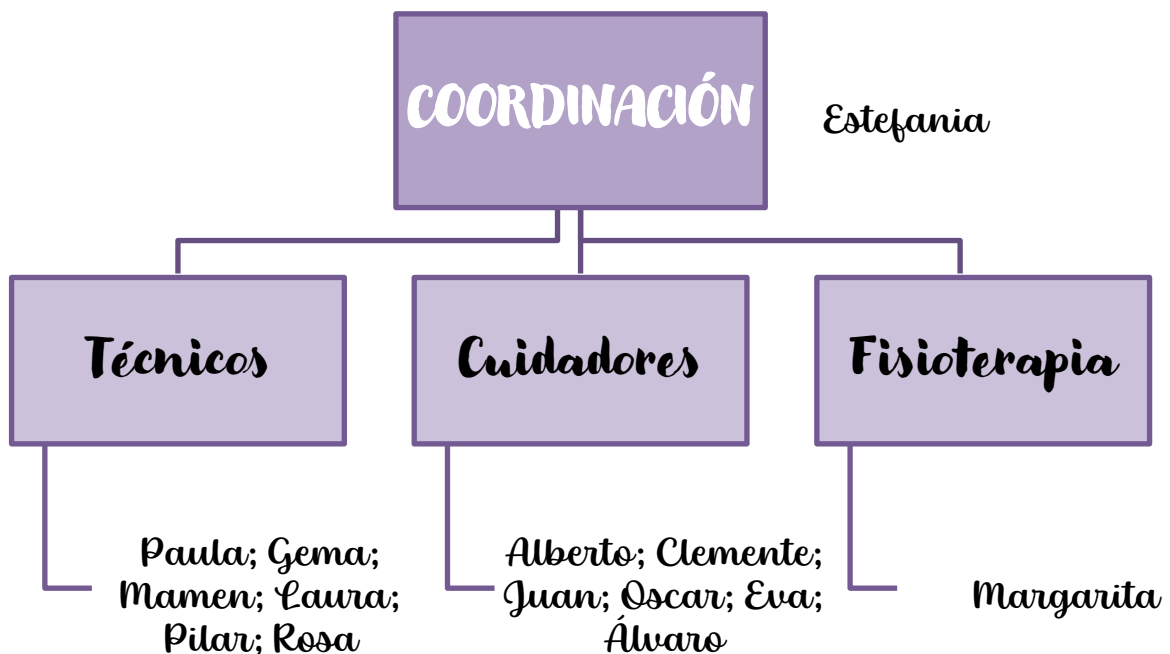 COORDINACIÓN
Estefania
Técnicos
Cuidadores
Fisioterapia
Paula; Gema;
Mamen; Laura;
Pilar; Rosa
Alberto; Clemente;
Juan; Oscar; Eva;
Álvaro
Margarita